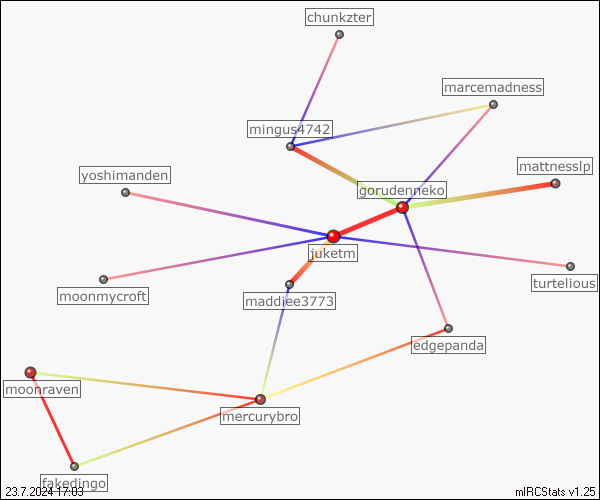 chunkzter
marcemadness
mingus4742
mattnesslp
yoshimanden
gorudenneko
juketm
turtelious
moonmycroft
maddiee3773
edgepanda
moonraven
mercurybro
fakedingo
23.7.2024 17:03
mIRCStats v1.25